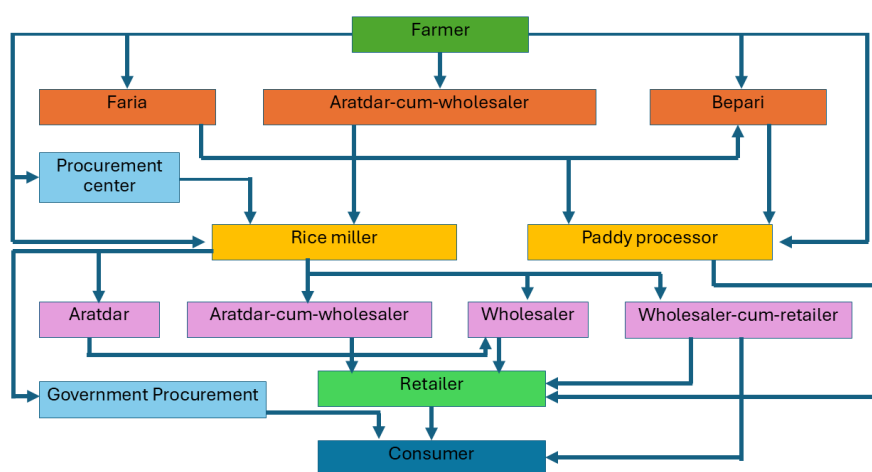 Farmer
Faria
Aratdar-cum-wholesaler
Bepari
Procurement
center
Rice miller
Paddy processor
Aratdar
Aratdar-cum-wholesaler
Wholesaler
Wholesaler-cum-retailer
Retailer
Government Procurement
Consumer